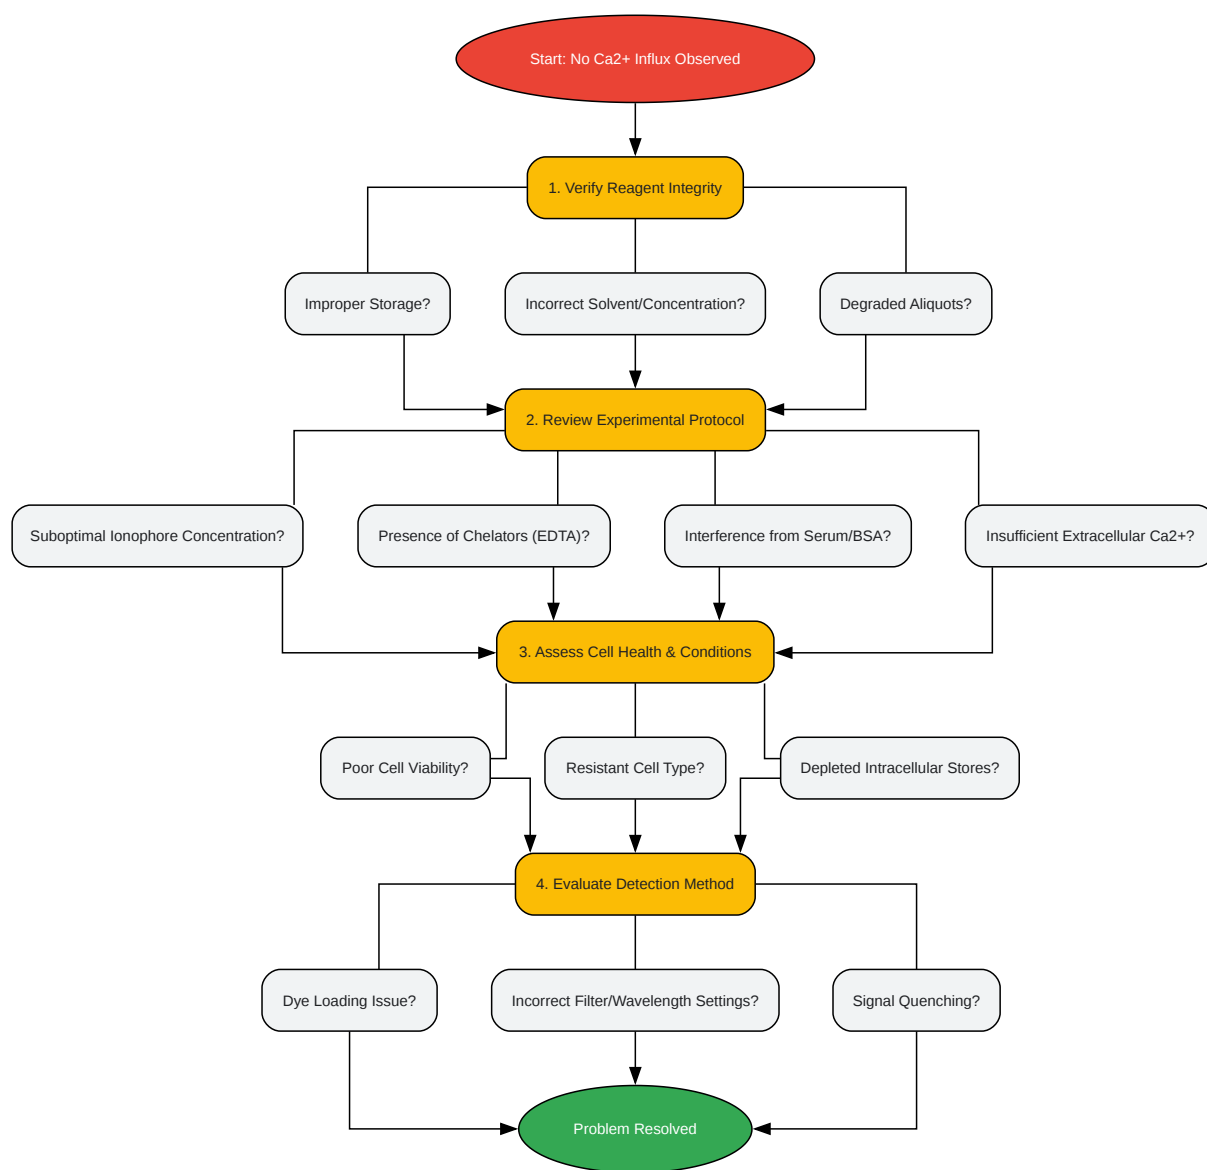 Start: No Ca2+ Influx Observed
1. Verify Reagent Integrity
Improper Storage?
Incorrect Solvent/Concentration?
Degraded Aliquots?
2. Review Experimental Protocol
Suboptimal Ionophore Concentration?
Presence of Chelators (EDTA)?
Interference from Serum/BSA?
Insufficient Extracellular Ca2+?
3. Assess Cell Health & Conditions
Poor Cell Viability?
Resistant Cell Type?
Depleted Intracellular Stores?
4. Evaluate Detection Method
Dye Loading Issue?
Incorrect Filter/Wavelength Settings?
Signal Quenching?
Problem Resolved